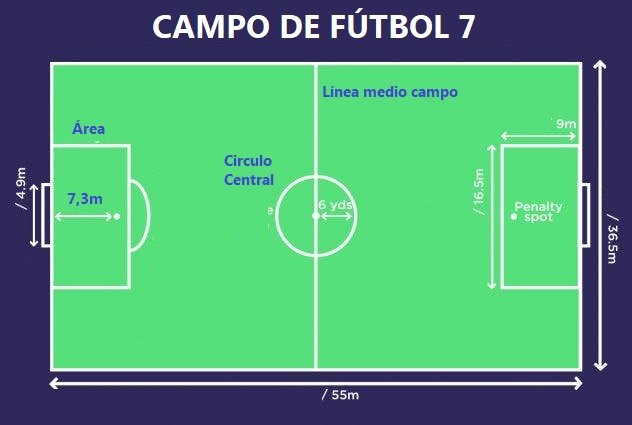 CAMPO DE FÚTBOL 7
Línea medio campo
Área
9m
Circulo
Central
/ 4.9m
7,3m
6 yds
/ 16.5m
Penalty
spot
/ 36.5m
/ 55m